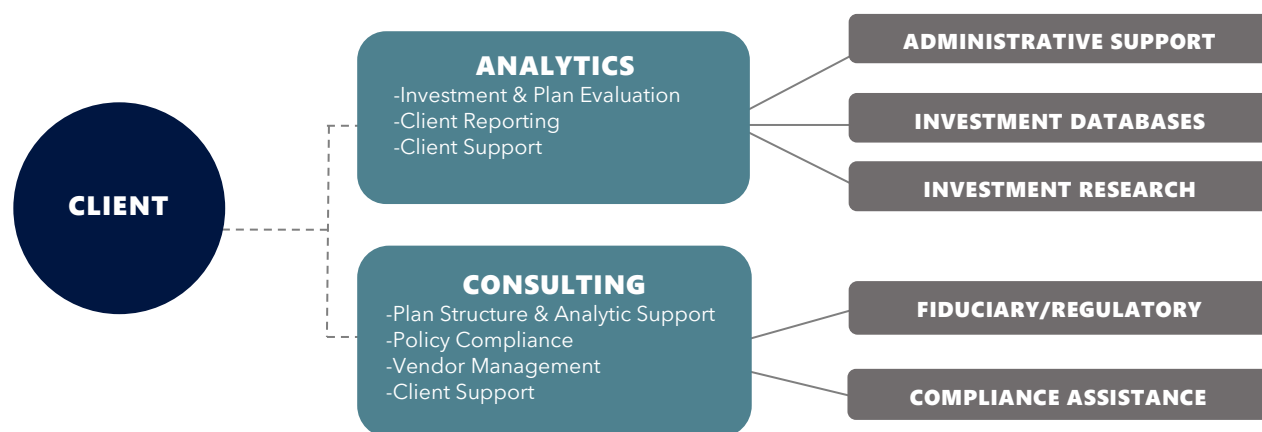 CLIENT
ANALYTICS
-Investment & Plan Evaluation
-Client Reporting
-Client Support
CONSULTING
-Plan Structure & Analytic Support
-Policy Compliance
-Vendor Management
-Client Support
ADMINISTRATIVE SUPPORT
INVESTMENT DATABASES
INVESTMENT RESEARCH
FIDUCIARY/REGULATORY
COMPLIANCE ASSISTANCE